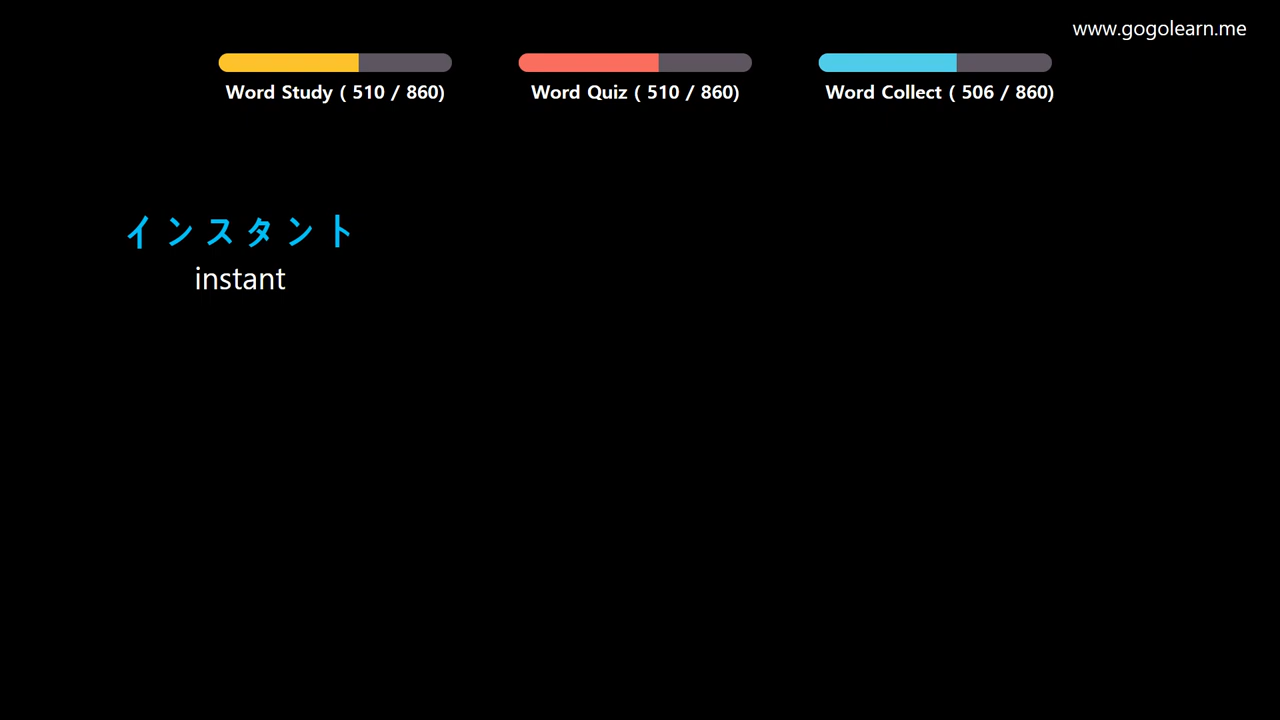 www.gogolearn.me
Word Study ( 510 / 860)
Word Quiz ( 510 / 860)
Word Collect ( 506 / 860)
インスタント
instant